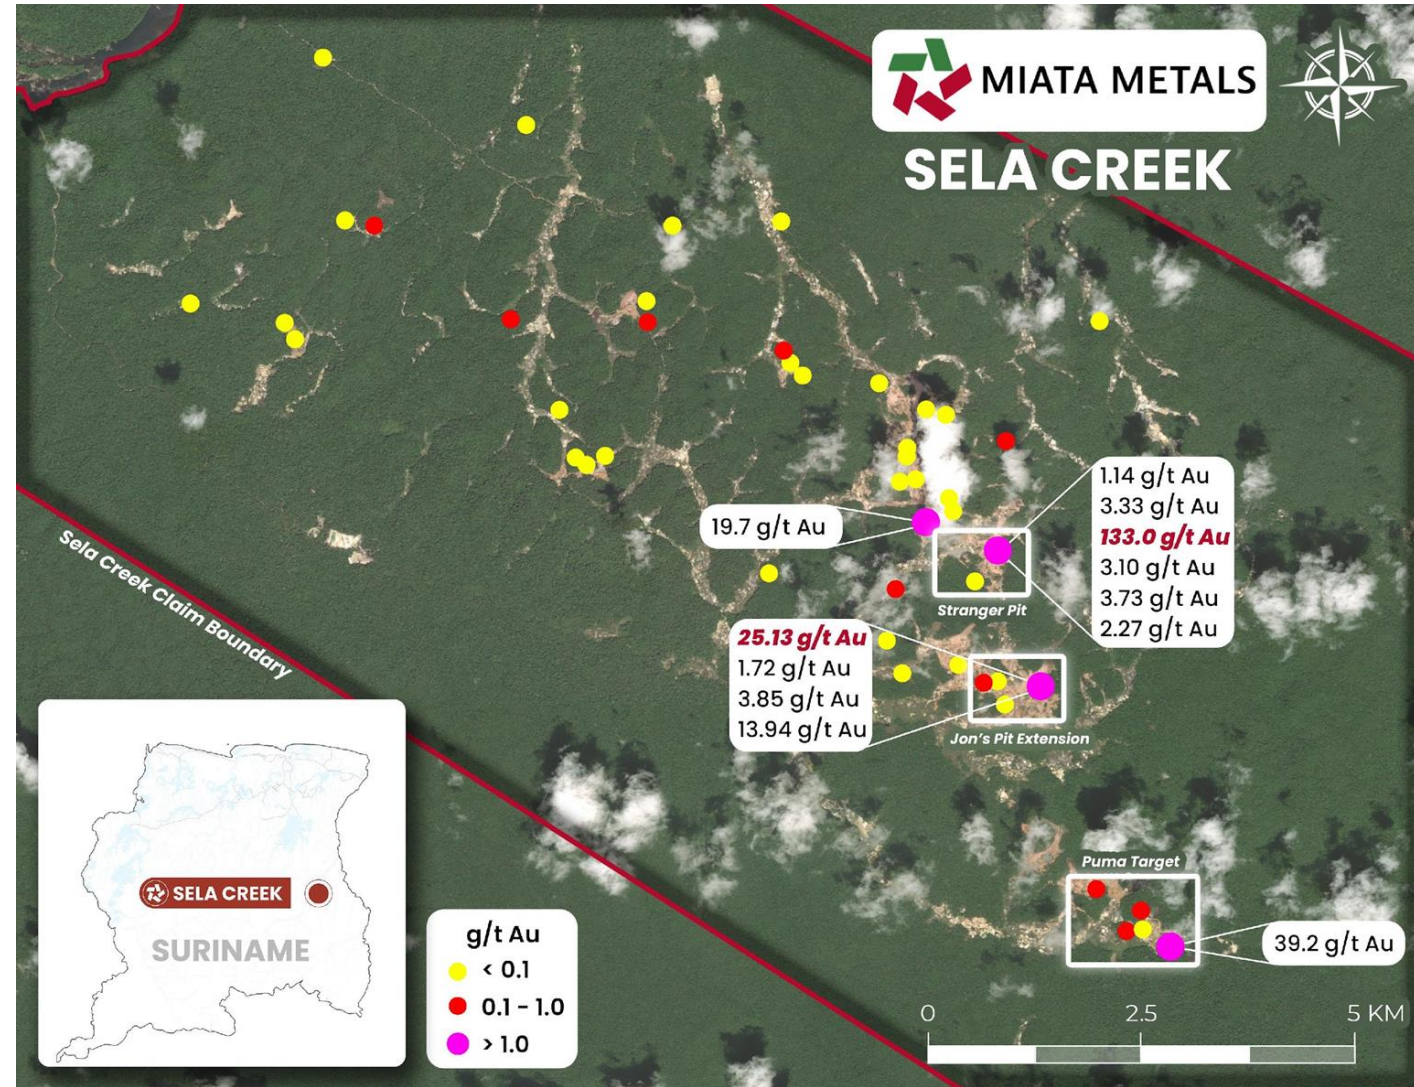 MIATA METALS
SELA CREEK
1.14 g/t Au
3.33 g/t Au
133.0 g/t Au
3.10 g/t Au
3.73 g/t Au
2.27 g/t Au
19.7 g/t Au
Stranger Pit
Sela Creek Claim Boundary
25.13 g/t Au
1.72 g/t Au
3.85 g/t Au
13.94 g/t Au
Jon's Pit Extension
Puma Target
39.2 g/t Au
SELA CREEK
SURINAME
g/t Au
< 0.1
0.1 - 1.0
> 1.0
0 2.5 5 KM